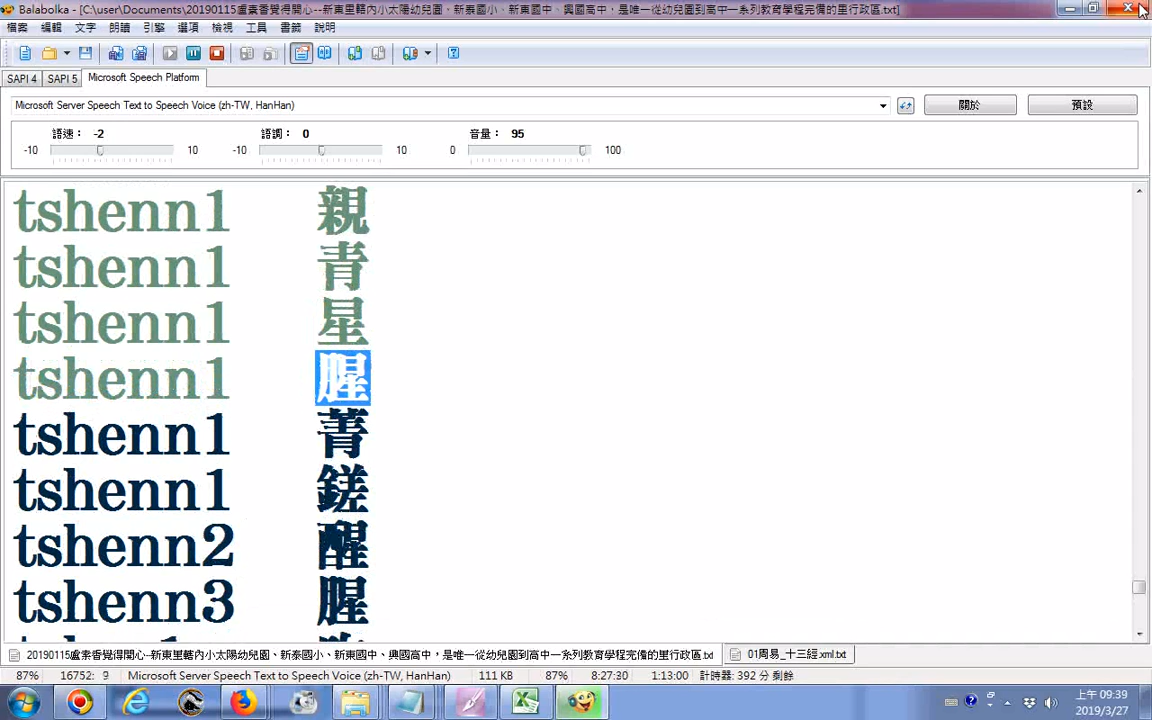 Balabolka - [C:\user\Documents\20190115盧素香覺得開心--新東里轄內小太陽幼兒園、新泰國小、新東國中、興國高中，是唯一從幼兒園到高中一系列教育學程完備的里行政區.txt]
檔案 編輯 文字 朗讀 引擎 選項 檢視 工具 書籤 說明
SAPI 4 SAPI 5 Microsoft Speech Platform
Microsoft Server Speech Text to Speech Voice (zh-TW, HanHan) 關於 預設
語速： -2 語調： 0 音量： 95
-10 10 -10 10 0 100
tshenn1 親
tshenn1 青
tshenn1 星
tshenn1 腥
tshenn1 菁
tshenn1 鎈
tshenn2 醒
tshenn3 腥
20190115盧素香覺得開心--新東里轄內小太陽幼兒園、新泰國小、新東國中、興國高中，是唯一從幼兒園到高中一系列教育學程完備的里行政區.txt 01周易_十三經.xml.txt
87% 16752: 9 Microsoft Server Speech Text to Speech Voice (zh-TW, HanHan) 111 KB 87% 8:27:30 1:13:00 計時器: 392 分 剩餘
上午 09:39
2019/3/27